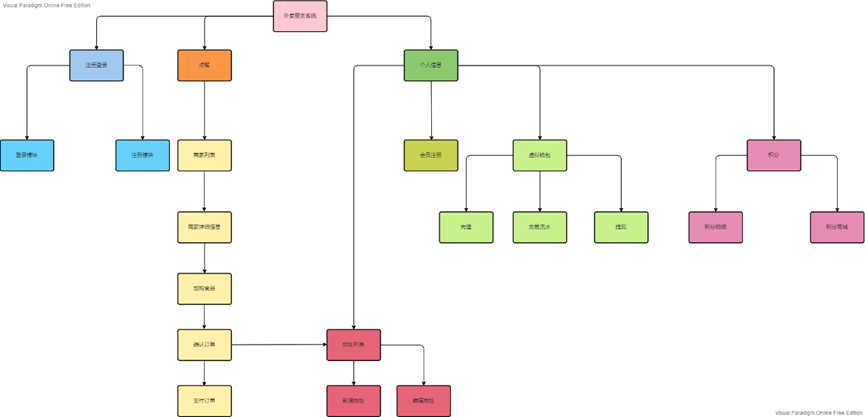 Visual Paradigm Online Free Edition
外卖服务系统
注册登录
点餐
个人信息
登录模块
注册模块
商家列表
会员注册
虚拟钱包
积分
商家详细信息
充值
交易流水
提现
积分明细
积分商城
加购食品
确认订单
地址列表
支付订单
新增地址
编辑地址
Visual Paradigm Online Free Edition